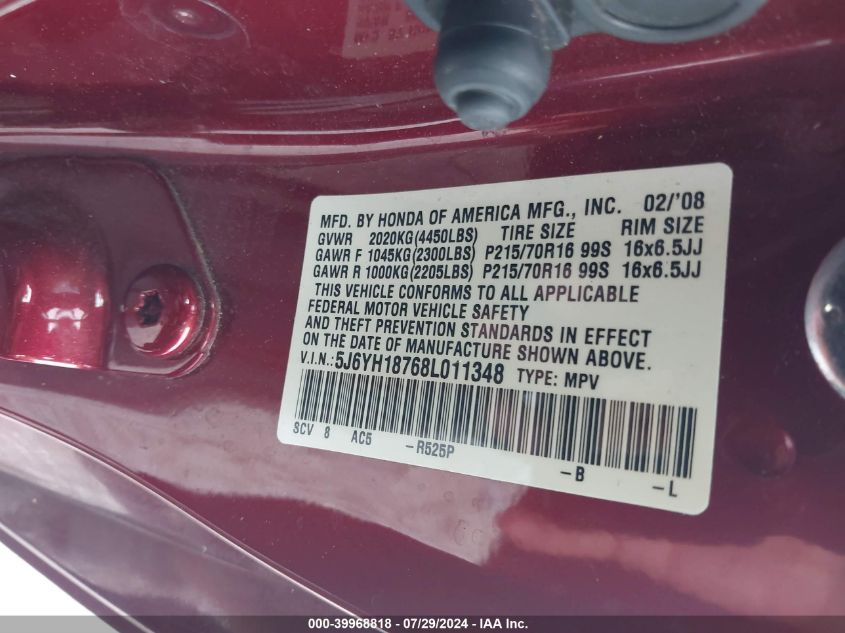 MFD. BY HONDA OF AMERICA MFG., INC. 02/'08
GVWR 2020KG(4450LBS) TIRE SIZE RIM SIZE
GAWR F 1045KG(2300LBS) P215/70R16 99S 16x6.5JJ
GAWR R 1000KG(2205LBS) P215/70R16 99S 16x6.5JJ
THIS VEHICLE CONFORMS TO ALL APPLICABLE
FEDERAL MOTOR VEHICLE SAFETY
AND THEFT PREVENTION STANDARDS IN EFFECT
ON THE DATE OF MANUFACTURE SHOWN ABOVE.
V.I.N.: 5J6YH18768L011348 TYPE: MPV
SCV 8 AC5 -R525P -B -L
000-39968818 - 07/29/2024 - IAA Inc.